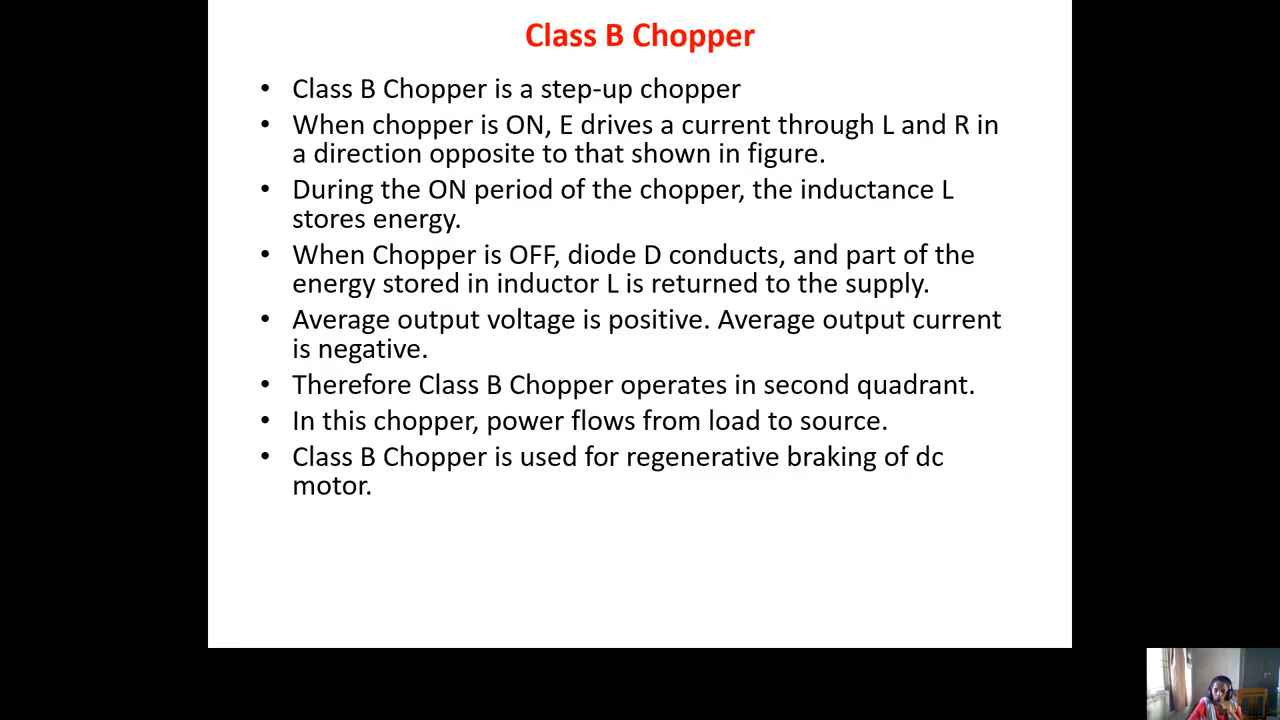 Class B Chopper
• Class B Chopper is a step-up chopper
• When chopper is ON, E drives a current through L and R in
a direction opposite to that shown in figure.
• During the ON period of the chopper, the inductance L
stores energy.
• When Chopper is OFF, diode D conducts, and part of the
energy stored in inductor L is returned to the supply.
• Average output voltage is positive. Average output current
is negative.
• Therefore Class B Chopper operates in second quadrant.
• In this chopper, power flows from load to source.
• Class B Chopper is used for regenerative braking of dc
motor.